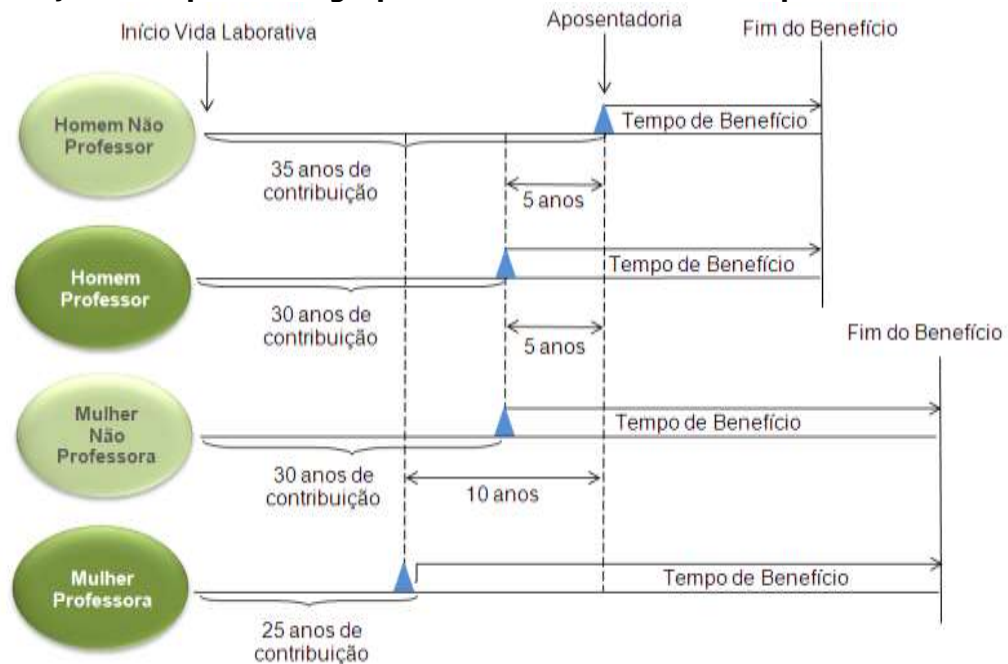 Início Vida Laborativa
Aposentadoria
Fim do Benefício
Homem Não
Professor
Tempo de Benefício
35 anos de
contribuição
5 anos
Homem
Professor
Tempo de Benefício
30 anos de
contribuição
5 anos
Fim do Benefício
Mulher
Não
Professora
Tempo de Benefício
30 anos de
contribuição
10 anos
Mulher
Professora
Tempo de Benefício
25 anos de
contribuição